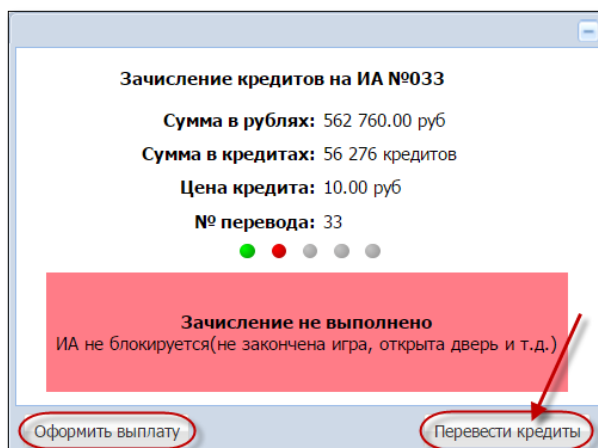 Зачисление кредитов на ИА №033
Сумма в рублях: 562 760.00 руб
Сумма в кредитах: 56 276 кредитов
Цена кредита: 10.00 руб
№ перевода: 33
Зачисление не выполнено
ИА не блокируется(не закончена игра, открыта дверь и т.д.)
Оформить выплату Перевести кредиты